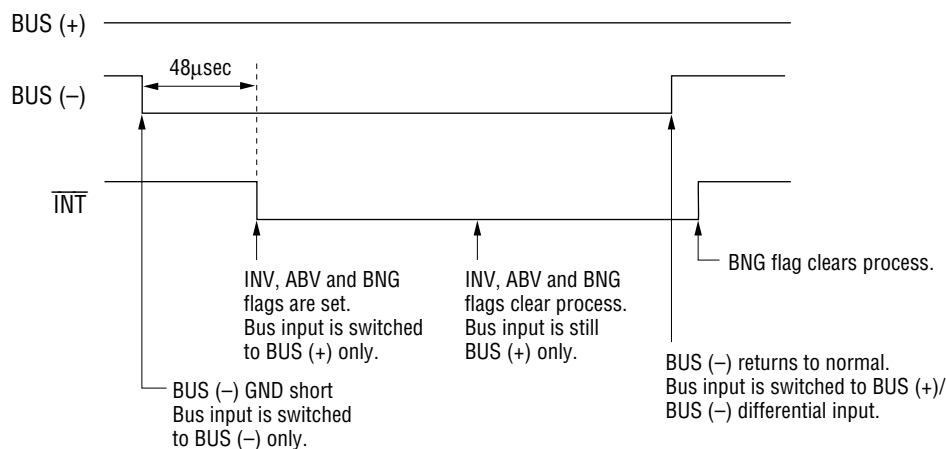 BUS (+)
48μsec
BUS (–)
INT
BNG flag clears process.
INV, ABV and BNG
flags are set.
Bus input is switched
to BUS (+) only.
INV, ABV and BNG
flags clear process.
Bus input is still
BUS (+) only.
BUS (–) returns to normal.
Bus input is switched to BUS (+)/
BUS (–) differential input.
BUS (–) GND short
Bus input is switched
to BUS (–) only.